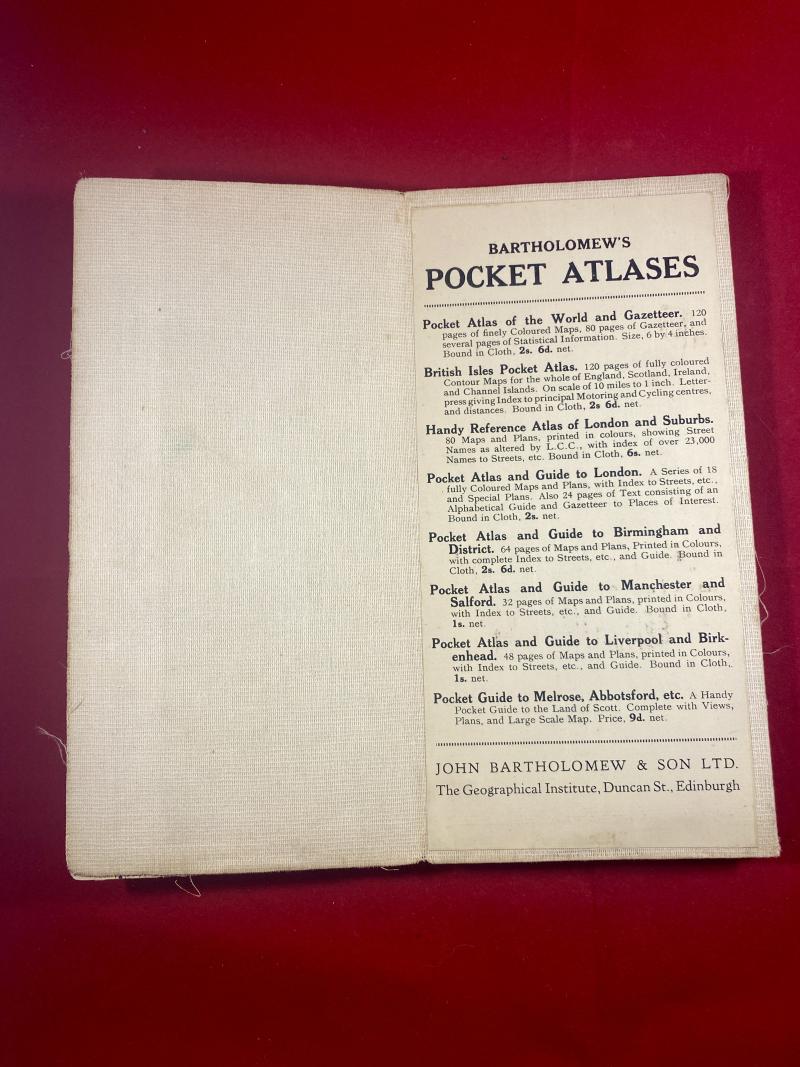 BARTHOLOMEW'S
POCKET ATLASES
Pocket Atlas of the World and Gazetteer. 120
pages of finely Coloured Maps, 80 pages of Gazetteer, and
several pages of Statistical Information. Size, 6 by 4 inches.
Bound in Cloth, 2s. 6d. net.
British Isles Pocket Atlas. 120 pages of fully coloured
Contour Maps for the whole of England, Scotland, Ireland,
and Channel Islands. On scale of 10 miles to 1 inch. Letter-
press giving Index to principal Motoring and Cycling centres,
and distances. Bound in Cloth, 2s 6d. net.
Handy Reference Atlas of London and Suburbs.
80 Maps and Plans, printed in colours, showing Street
Names as altered by L.C.C., with index of over 23,000
Names to Streets, etc. Bound in Cloth, 6s. net.
Pocket Atlas and Guide to London. A Series of 18
fully Coloured Maps and Plans, with Index to Streets, etc.,
and Special Plans. Also 24 pages of Text consisting of an
Alphabetical Guide and Gazetteer to Places of Interest.
Bound in Cloth, 2s. net.
Pocket Atlas and Guide to Birmingham and
District. 64 pages of Maps and Plans, Printed in Colours,
with complete Index to Streets, etc., and Guide. Bound in
Cloth, 2s. 6d. net.
Pocket Atlas and Guide to Manchester and
Salford. 32 pages of Maps and Plans, printed in Colours,
with Index to Streets, etc., and Guide. Bound in Cloth,
1s. net.
Pocket Atlas and Guide to Liverpool and Birk-
enhead. 48 pages of Maps and Plans, printed in Colours,
with Index to Streets, etc., and Guide. Bound in Cloth,
1s. net.
Pocket Guide to Melrose, Abbotsford, etc. A Handy
Pocket Guide to the Land of Scott. Complete with Views,
Plans, and Large Scale Map. Price, 9d. net.
JOHN BARTHOLOMEW & SON LTD.
The Geographical Institute, Duncan St., Edinburgh